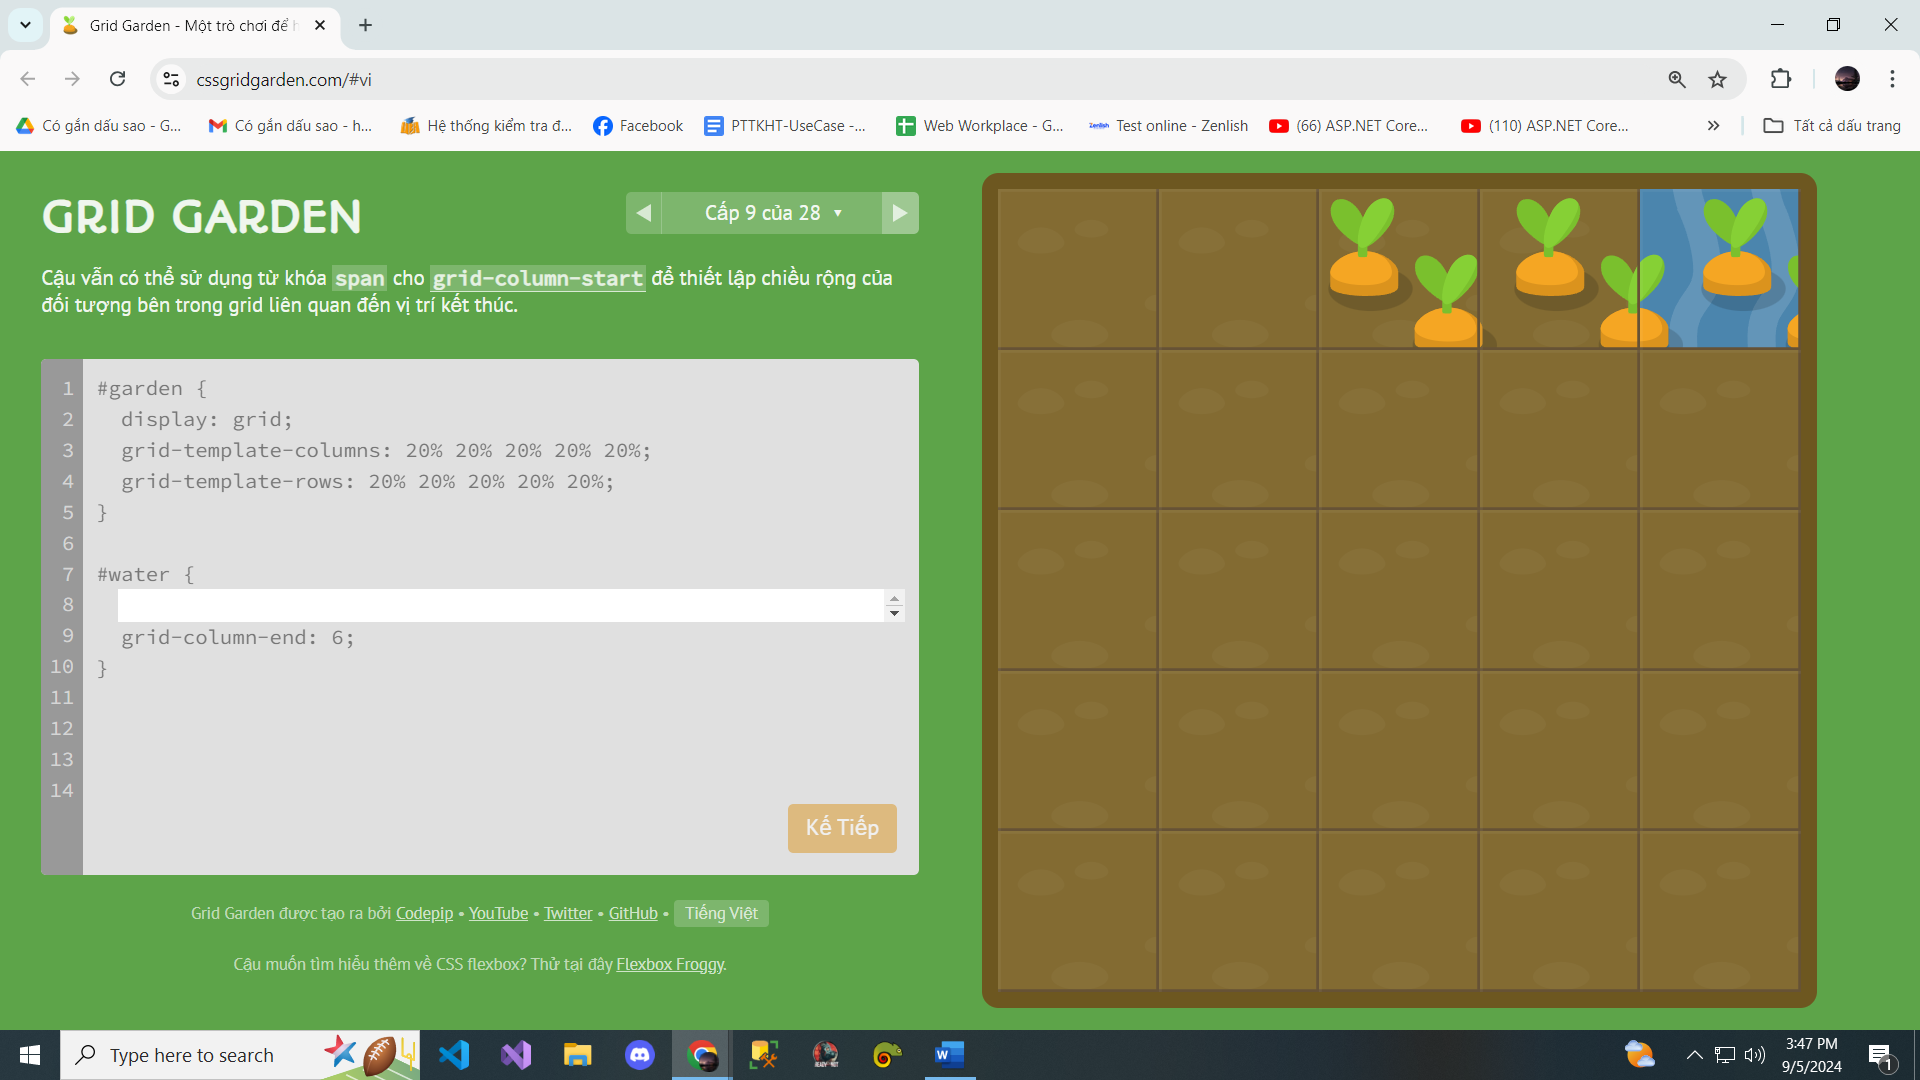 Grid Garden - Một trò chơi để h
cssgridgarden.com/#vi
Có gắn dấu sao - G...
Có gắn dấu sao - h...
Hệ thống kiểm tra đ...
Facebook
PTTKHT-UseCase -...
Web Workplace - G...
Zenlish
Test online - Zenlish
(66) ASP.NET Core...
(110) ASP.NET Core...
Tất cả dấu trang
GRID GARDEN
Cấp 9 của 28
Cậu vẫn có thể sử dụng từ khóa span cho grid-column-start để thiết lập chiều rộng của
đối tượng bên trong grid liên quan đến vị trí kết thúc.
1 #garden {
2 display: grid;
3 grid-template-columns: 20% 20% 20% 20% 20%;
4 grid-template-rows: 20% 20% 20% 20% 20%;
5 }
6
7 #water {
8
9 grid-column-end: 6;
10 }
11
12
13
14
Kế Tiếp
Grid Garden được tạo ra bởi Codepip • YouTube • Twitter • GitHub • Tiếng Việt
Cậu muốn tìm hiểu thêm về CSS flexbox? Thử tại đây Flexbox Froggy.
Type here to search
W
3:47 PM
9/5/2024
1